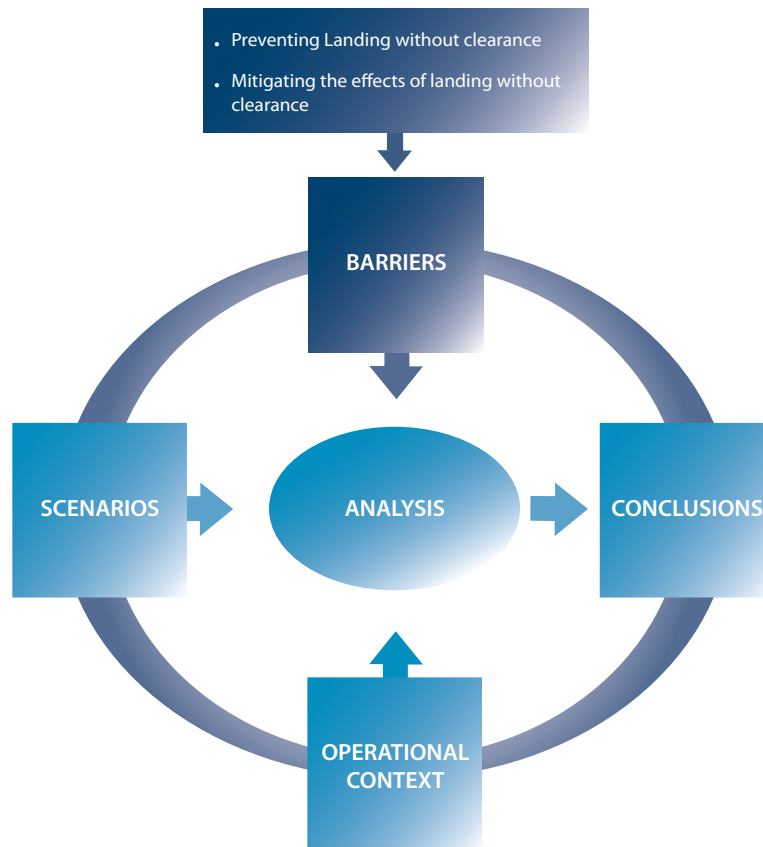 • Preventing Landing without clearance
• Mitigating the effects of landing without
clearance
BARRIERS
SCENARIOS
ANALYSIS
CONCLUSIONS
OPERATIONAL
CONTEXT